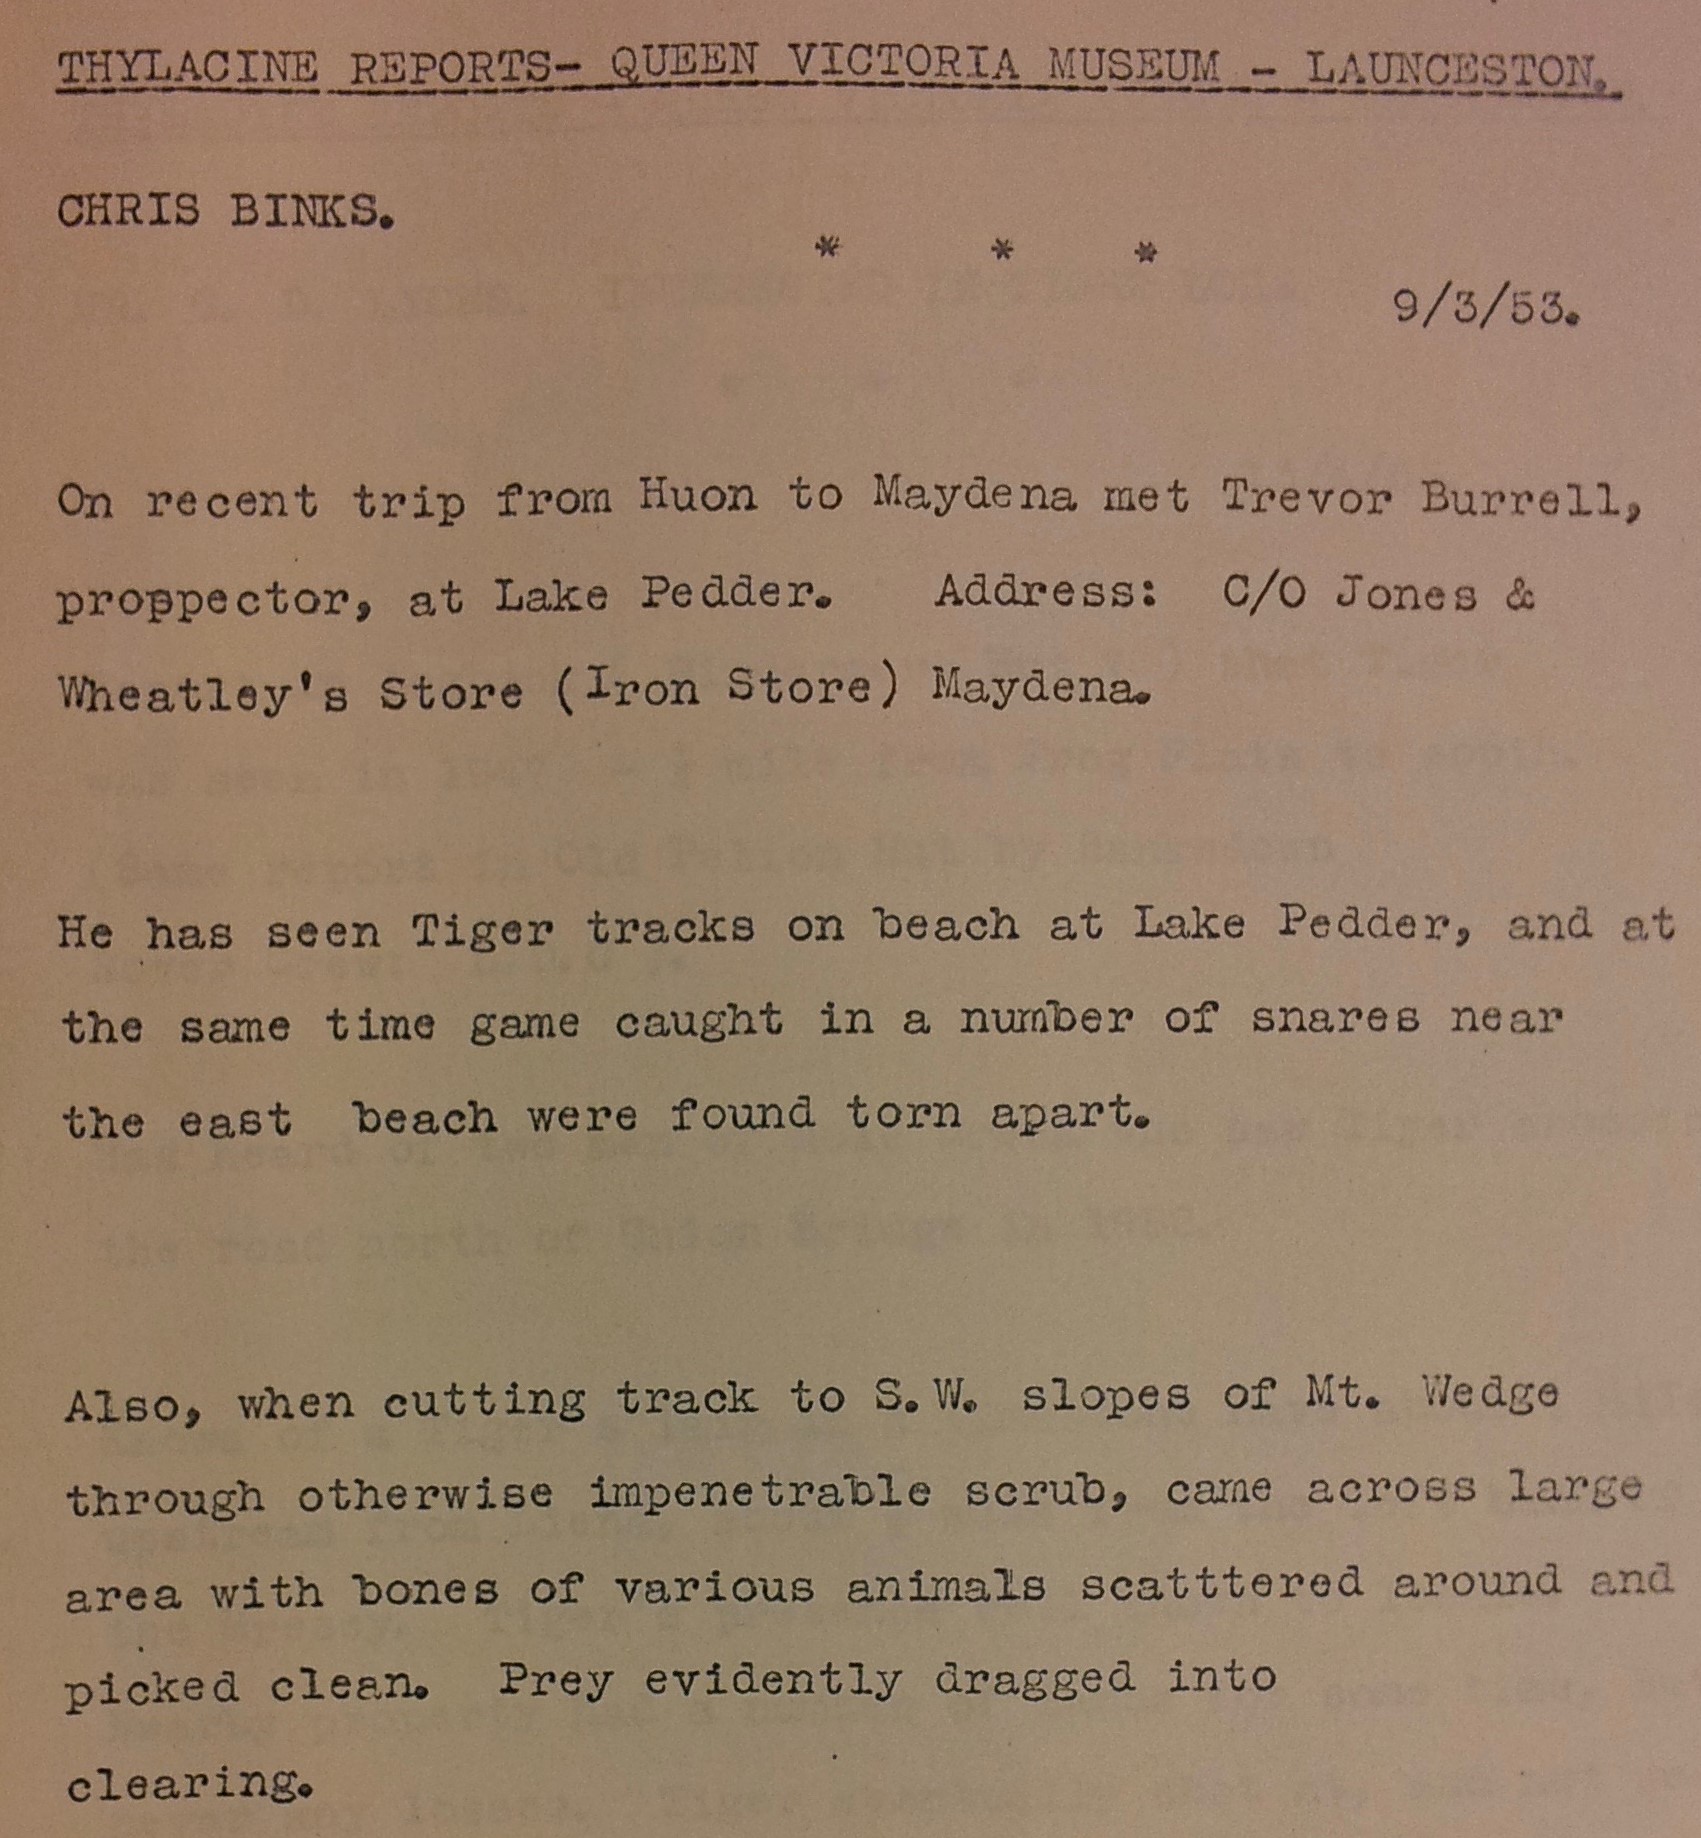 THYLACINE REPORTS- QUEEN VICTORIA MUSEUM - LAUNCESTON.
CHRIS BINKS.
* * *
9/3/53.
On recent trip from Huon to Maydena met Trevor Burrell,
prospector, at Lake Pedder. Address: C/O Jones &
Wheatley's Store (Iron Store) Maydena.
He has seen Tiger tracks on beach at Lake Pedder, and at
the same time game caught in a number of snares near
the east beach were found torn apart.
Also, when cutting track to S.W. slopes of Mt. Wedge
through otherwise impenetrable scrub, came across large
area with bones of various animals scatttered around and
picked clean. Prey evidently dragged into
clearing.